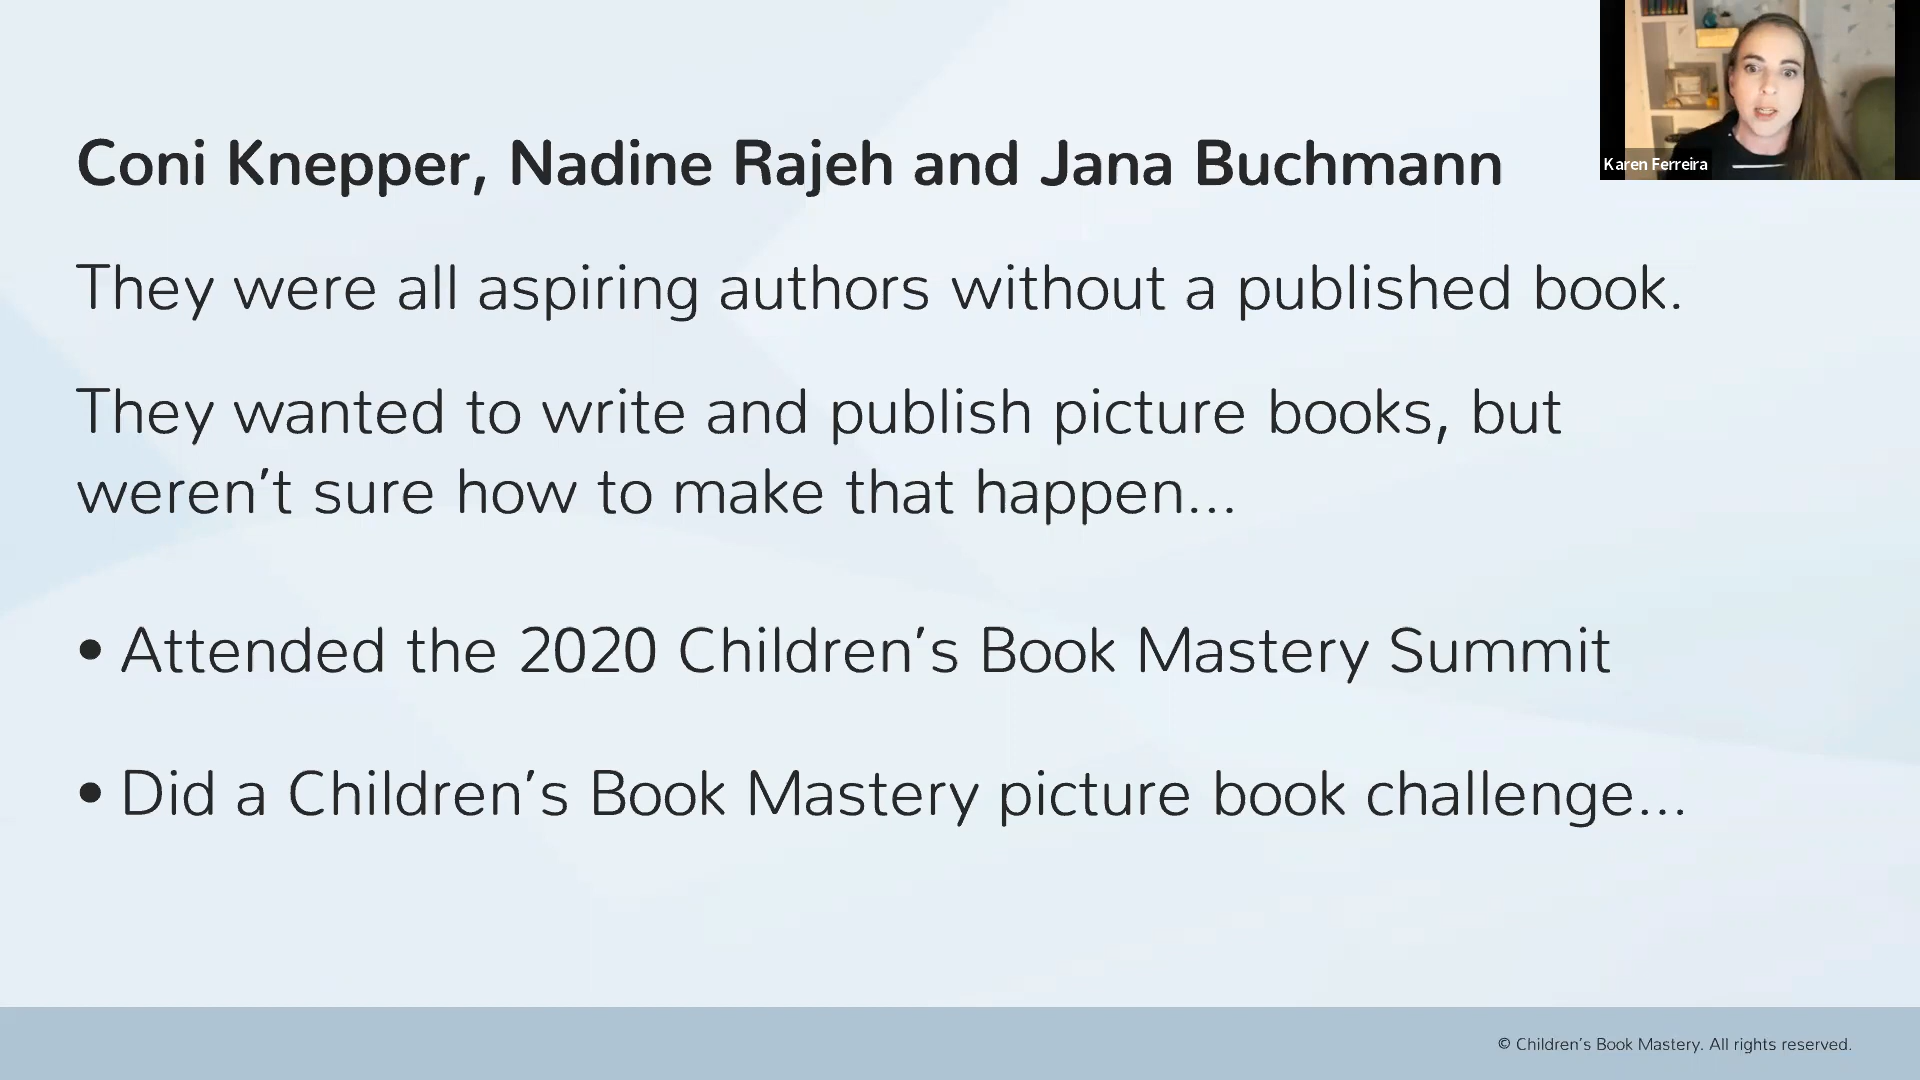 Coni Knepper, Nadine Rajeh and Jana Buchmann
Karen Ferreira
They were all aspiring authors without a published book.
They wanted to write and publish picture books, but
weren’t sure how to make that happen...
• Attended the 2020 Children’s Book Mastery Summit
• Did a Children’s Book Mastery picture book challenge...
© Children’s Book Mastery. All rights reserved.